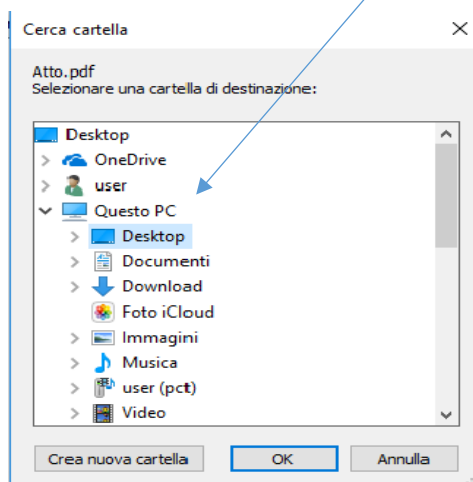 Cerca cartella
Atto.pdf
Selezionare una cartella di destinazione:
Desktop
OneDrive
user
Questo PC
Desktop
Documenti
Download
Foto iCloud
Immagini
Musica
user (pct)
Video
Crea nuova cartella OK Annulla